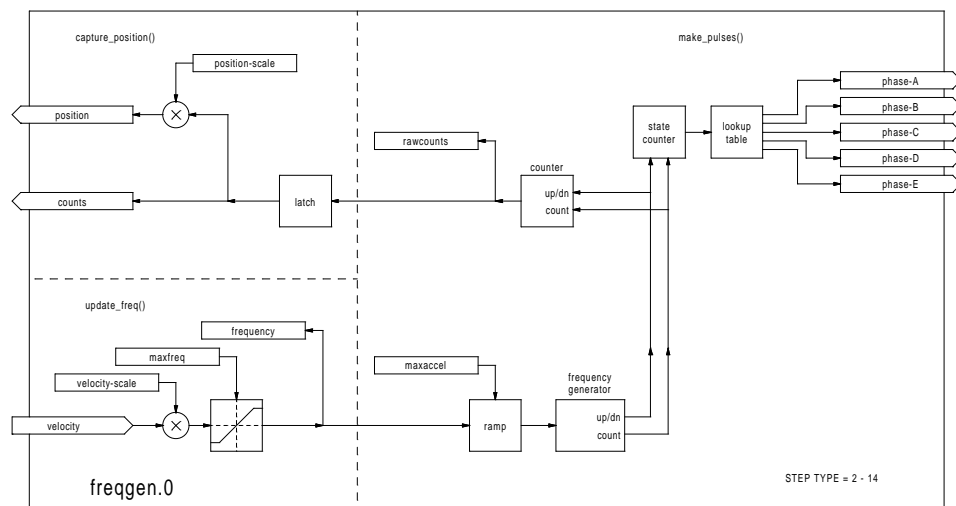 capture_position()
make_pulses()
position-scale
position
rawcounts
counter
state
counter
lookup
table
phase-A
phase-B
phase-C
phase-D
phase-E
counts
latch
up/dn
count
update_freq()
frequency
maxfreq
velocity-scale
velocity
maxaccel
ramp
frequency
generator
up/dn
count
freqgen.0
STEP TYPE = 2 - 14